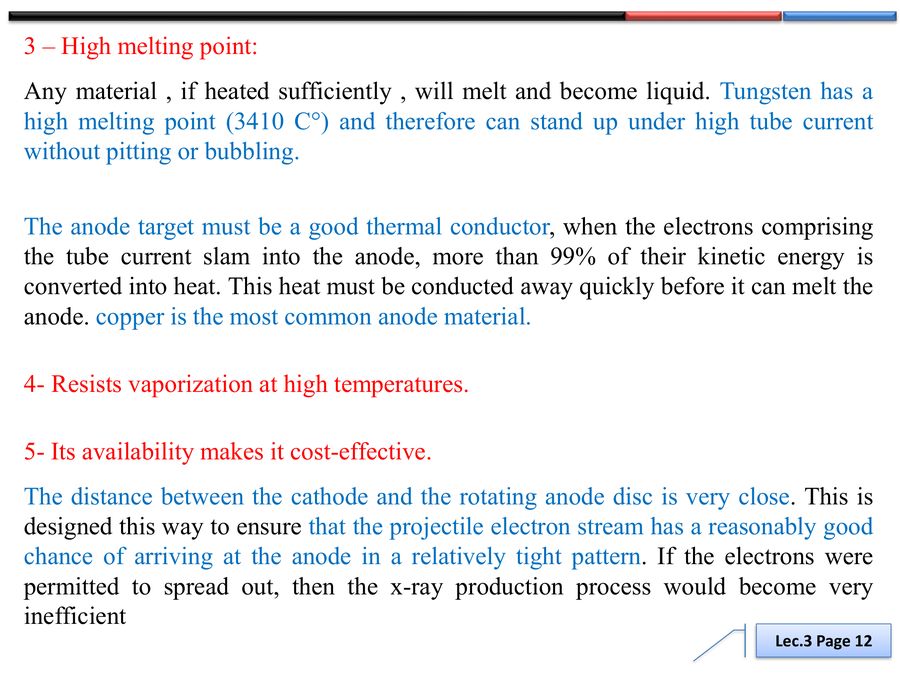 3 – High melting point:
Any material , if heated sufficiently , will melt and become liquid. Tungsten has a
high melting point (3410 C°) and therefore can stand up under high tube current
without pitting or bubbling.
The anode target must be a good thermal conductor, when the electrons comprising
the tube current slam into the anode, more than 99% of their kinetic energy is
converted into heat. This heat must be conducted away quickly before it can melt the
anode. copper is the most common anode material.
4- Resists vaporization at high temperatures.
5- Its availability makes it cost-effective.
The distance between the cathode and the rotating anode disc is very close. This is
designed this way to ensure that the projectile electron stream has a reasonably good
chance of arriving at the anode in a relatively tight pattern. If the electrons were
permitted to spread out, then the x-ray production process would become very
inefficient
Lec.3 Page 12